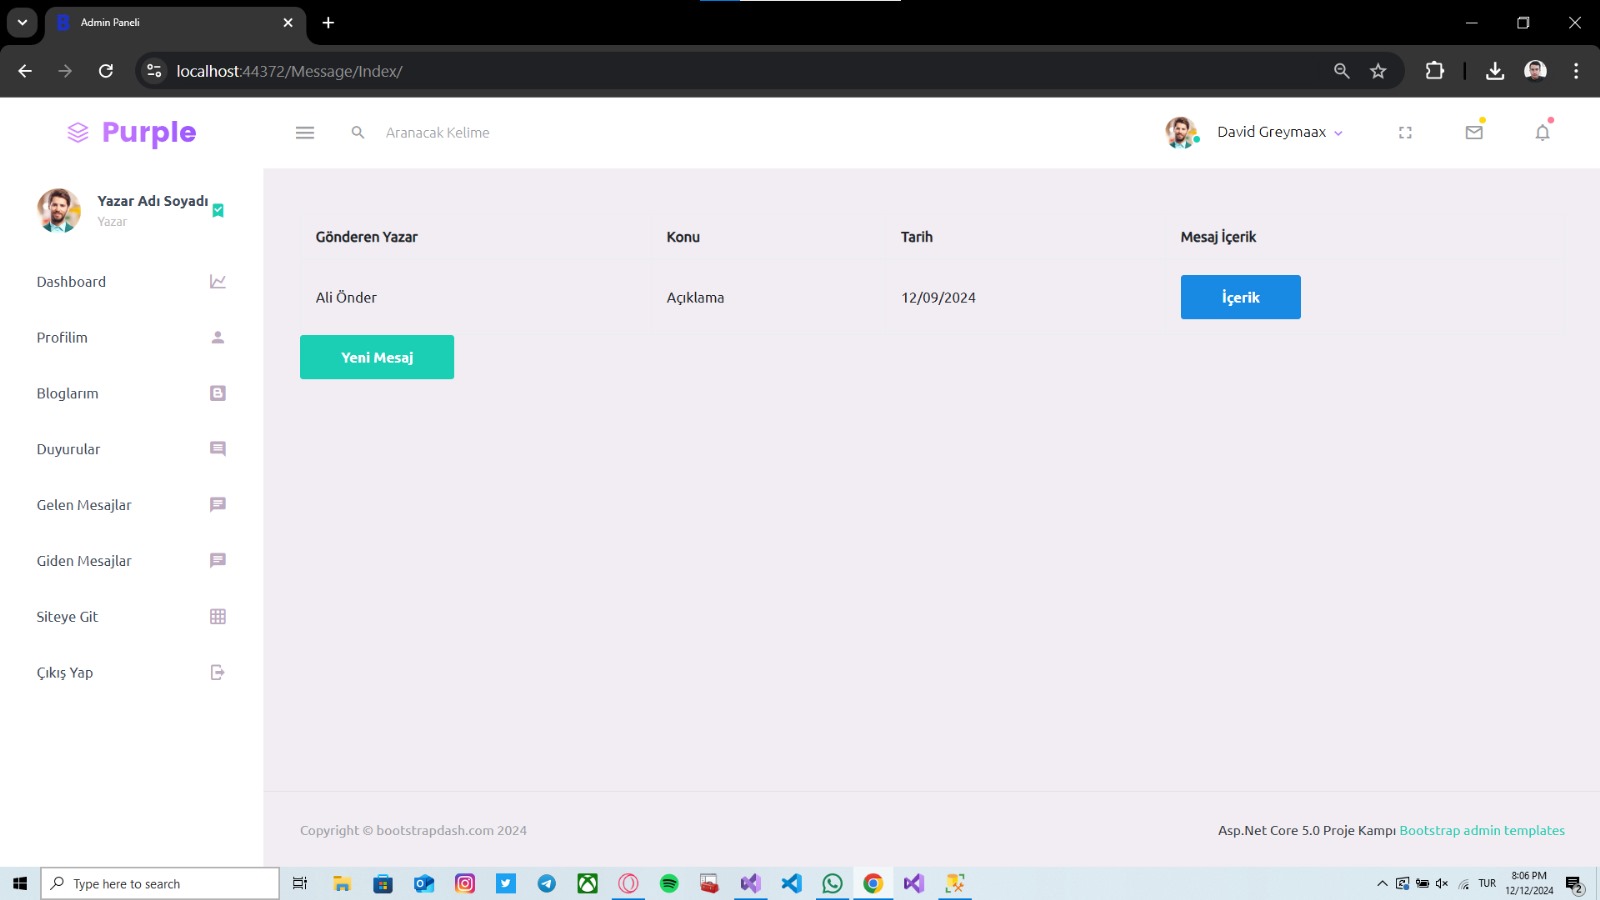 Admin Paneli
localhost:44372/Message/Index/
Purple
Aranacak Kelime
David Greymaax
Yazar Adı Soyadı
Yazar
Dashboard
Profilim
Bloglarım
Duyurular
Gelen Mesajlar
Giden Mesajlar
Siteye Git
Çıkış Yap
Gönderen Yazar Konu Tarih Mesaj İçerik
Ali Önder Açıklama 12/09/2024 İçerik
Yeni Mesaj
Copyright © bootstrapdash.com 2024
Asp.Net Core 5.0 Proje Kampı Bootstrap admin templates
Type here to search
TUR
8:06 PM
12/12/2024
2